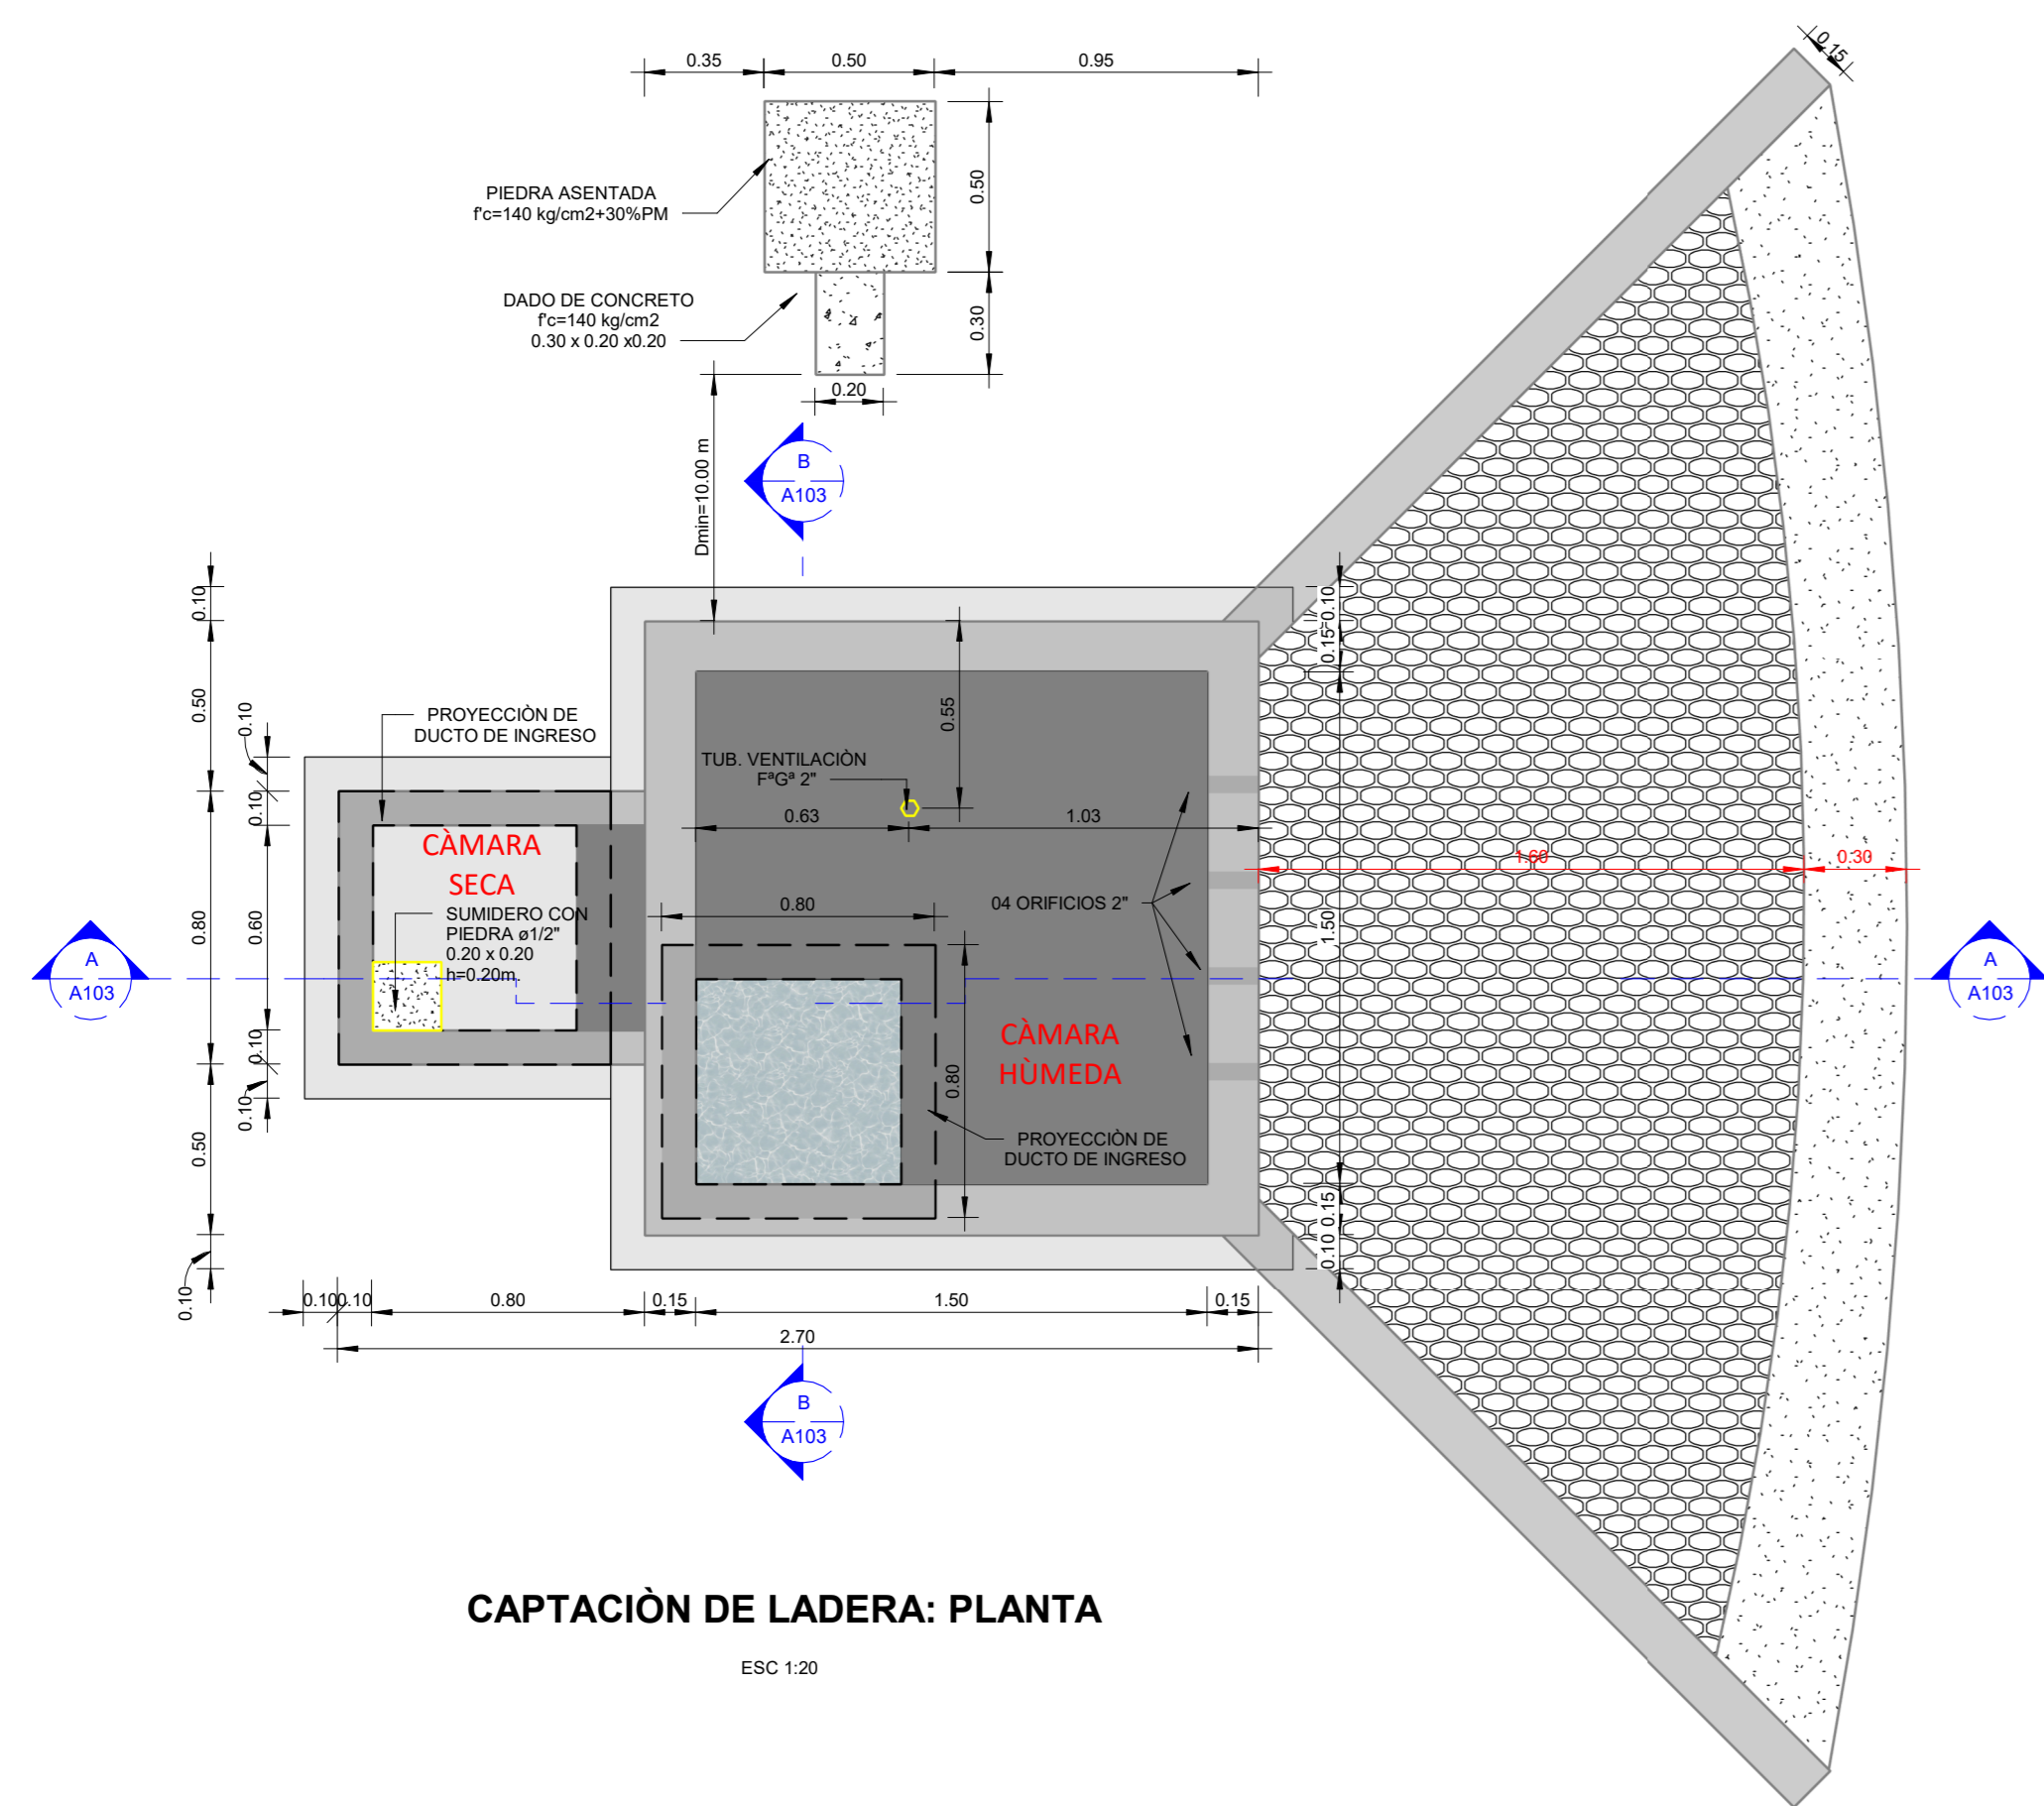 0.15
0.35
0.50
0.95
PIEDRA ASENTADA
f'c=140 kg/cm2+30%PM
0.50
DADO DE CONCRETO
f'c=140 kg/cm2
0.30 x 0.20 x0.20
0.30
0.20
Dmin=10.00 m
B
A103
0.10
0.50
0.10
0.80
0.50
0.10
0.10
0.60
0.10
0.10
PROYECCIÒN DE
DUCTO DE INGRESO
CÀMARA
SECA
SUMIDERO CON
PIEDRA ø1/2"
0.20 x 0.20
h=0.20m.
TUB. VENTILACIÒN
FªGª 2"
0.55
0.63
1.03
0.80
04 ORIFICIOS 2"
0.80
CÀMARA
HÙMEDA
PROYECCIÒN DE
DUCTO DE INGRESO
0.10
0.15
1.50
0.15
0.10
1.60
0.30
A
A103
A
A103
0.10
0.10
0.10
0.80
0.15
1.50
0.15
2.70
B
A103
CAPTACIÒN DE LADERA: PLANTA
ESC 1:20